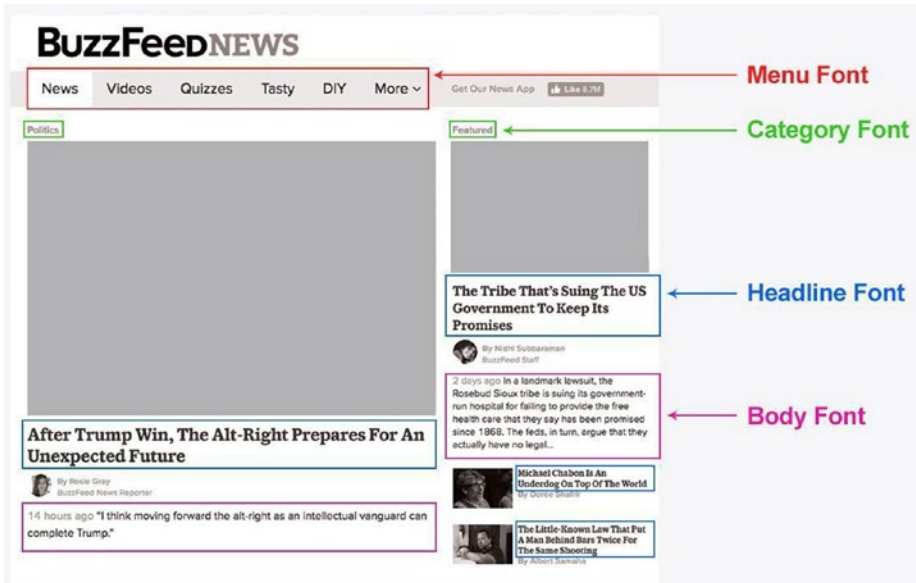 BuzzFeedNEWS
News Videos Quizzes Tasty DIY More
Get Our News App Like 8.7M
Menu Font
Politics
Featured
Category Font
The Tribe That's Suing The US
Government To Keep Its
Promises
Headline Font
By Nidhi Subbaraman
BuzzFeed Staff
2 days ago In a landmark lawsuit, the
Rosebud Sioux tribe is suing its government-
run hospital for failing to provide the free
health care that they say has been promised
since 1868. The feds, in turn, argue that they
actually have no legal...
Body Font
After Trump Win, The Alt-Right Prepares For An
Unexpected Future
By Rosie Gray
BuzzFeed News Reporter
14 hours ago "I think moving forward the alt-right as an intellectual vanguard can
complete Trump."
Michael Chabon Is An
Underdog On Top Of The World
By Doree Shafrir
The Little-Known Law That Put
A Man Behind Bars Twice For
The Same Shooting
By Albert Samaha